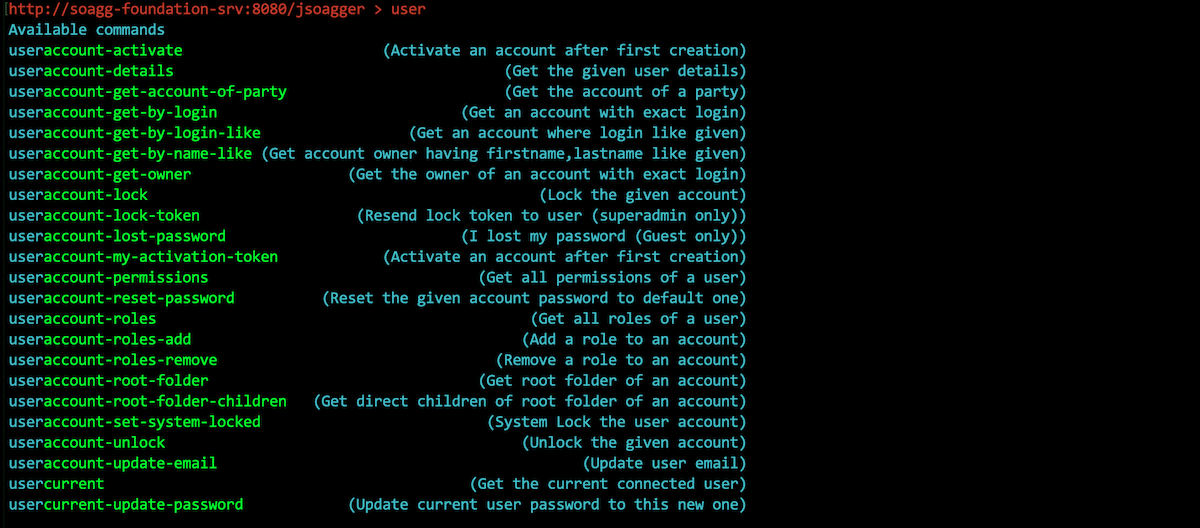 [http://soagg-foundation-srv:8080/jsoagger > user
Available commands
useraccount-activate (Activate an account after first creation)
useraccount-details (Get the given user details)
useraccount-get-account-of-party (Get the account of a party)
useraccount-get-by-login (Get an account with exact login)
useraccount-get-by-login-like (Get an account where login like given)
useraccount-get-by-name-like (Get account owner having firstname,lastname like given)
useraccount-get-owner (Get the owner of an account with exact login)
useraccount-lock (Lock the given account)
useraccount-lock-token (Resend lock token to user (superadmin only))
useraccount-lost-password (I lost my password (Guest only))
useraccount-my-activation-token (Activate an account after first creation)
useraccount-permissions (Get all permissions of a user)
useraccount-reset-password (Reset the given account password to default one)
useraccount-roles (Get all roles of a user)
useraccount-roles-add (Add a role to an account)
useraccount-roles-remove (Remove a role to an account)
useraccount-root-folder (Get root folder of an account)
useraccount-root-folder-children (Get direct children of root folder of an account)
useraccount-set-system-locked (System Lock the user account)
useraccount-unlock (Unlock the given account)
useraccount-update-email (Update user email)
usercurrent (Get the current connected user)
usercurrent-update-password (Update current user password to this new one)